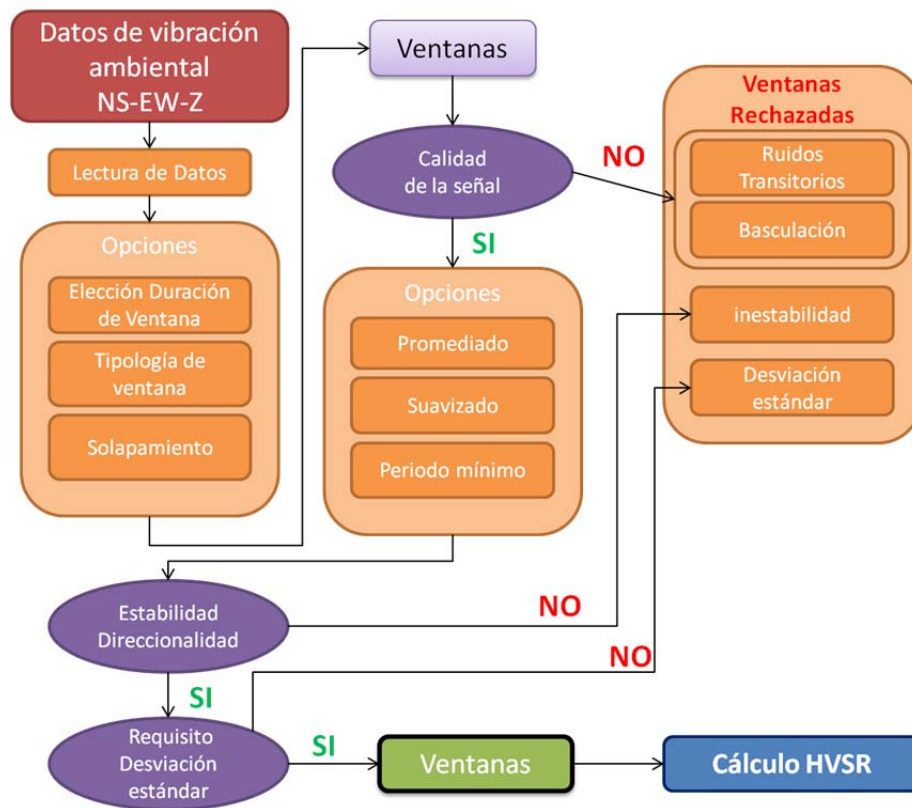 Datos de vibración
ambiental
NS-EW-Z
Lectura de Datos
Opciones
Elección Duración
de Ventana
Tipología de
ventana
Solapamiento
Ventanas
Calidad
de la señal
NO
SI
Opciones
Promediado
Suavizado
Periodo mínimo
Ventanas
Rechazadas
Ruidos
Transitorios
Basculación
inestabilidad
Desviación
estándar
Estabilidad
Direccionalidad
NO
NO
SI
Requisito
Desviación
estándar
SI
Ventanas
Cálculo HVSR